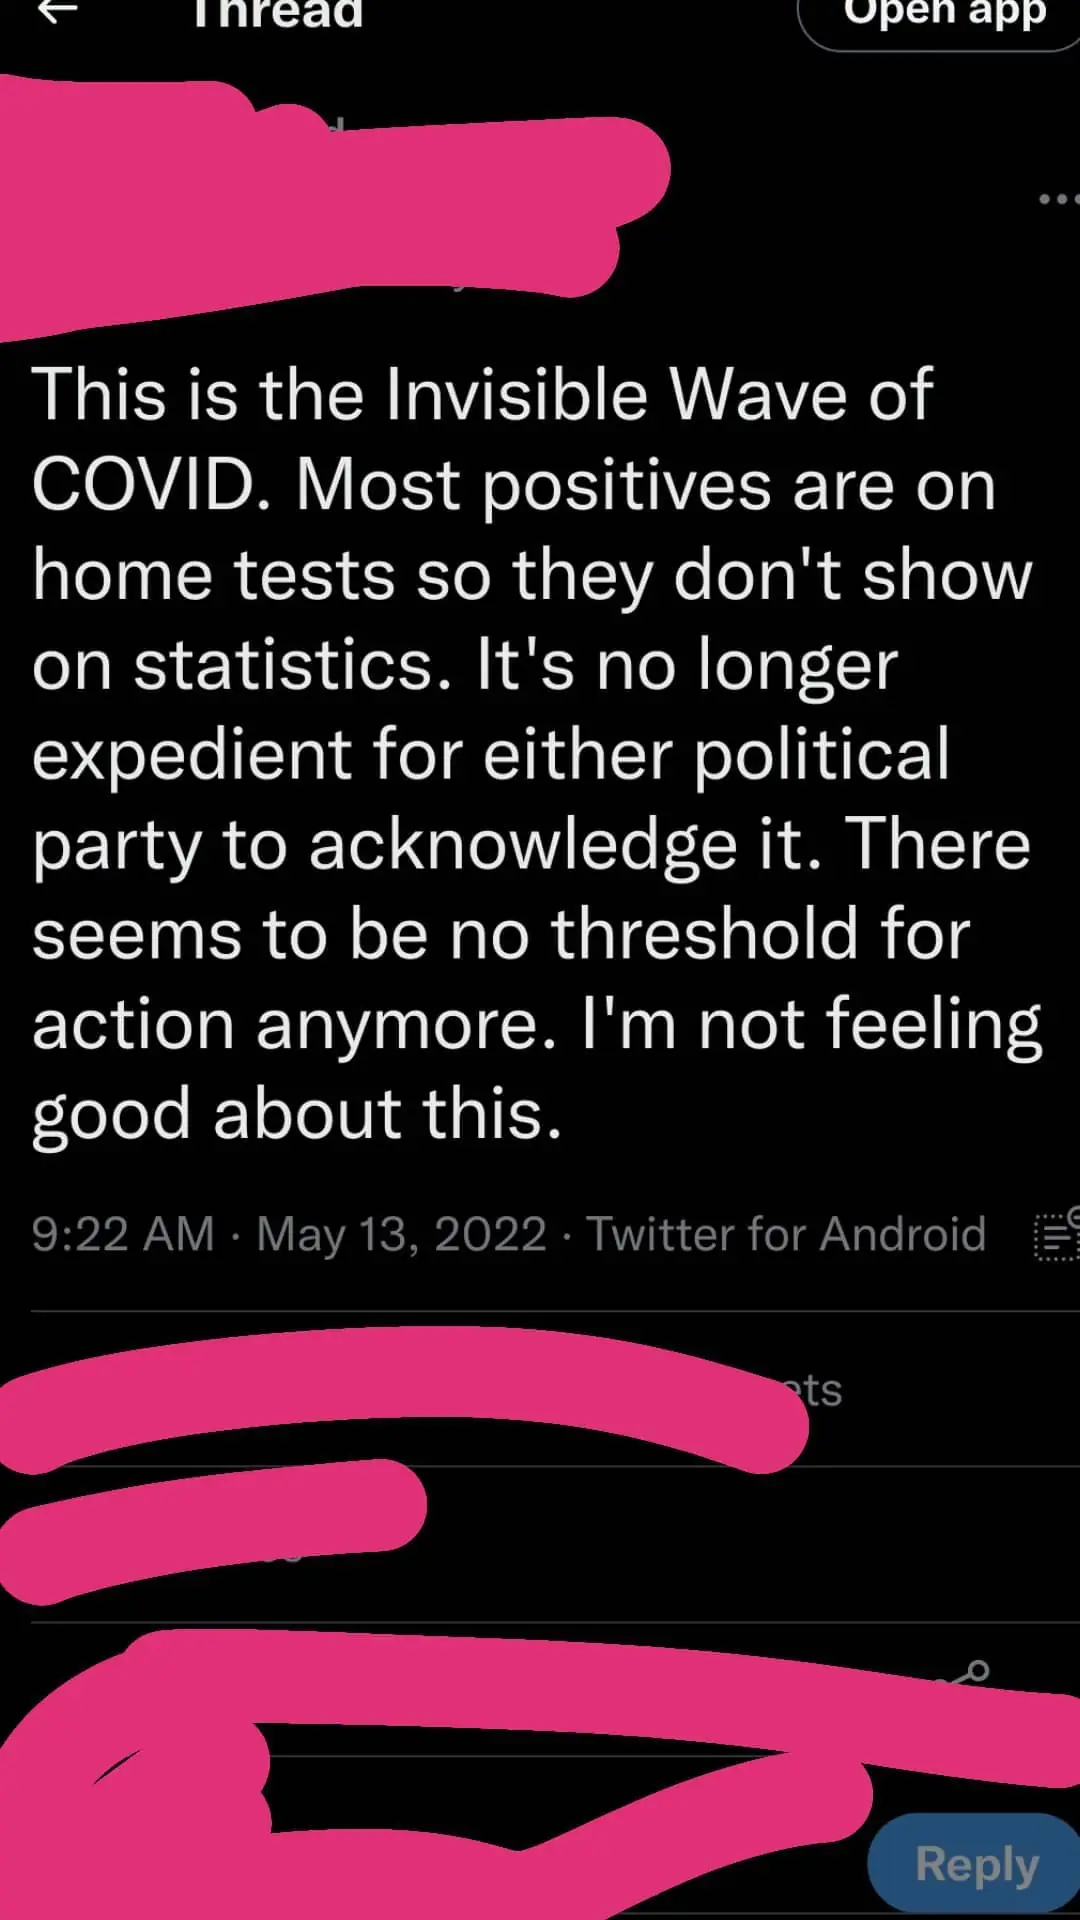 Thread
Open app
This is the Invisible Wave of
COVID. Most positives are on
home tests so they don't show
on statistics. It's no longer
expedient for either political
party to acknowledge it. There
seems to be no threshold for
action anymore. I'm not feeling
good about this.
9:22 AM · May 13, 2022 · Twitter for Android
Reply